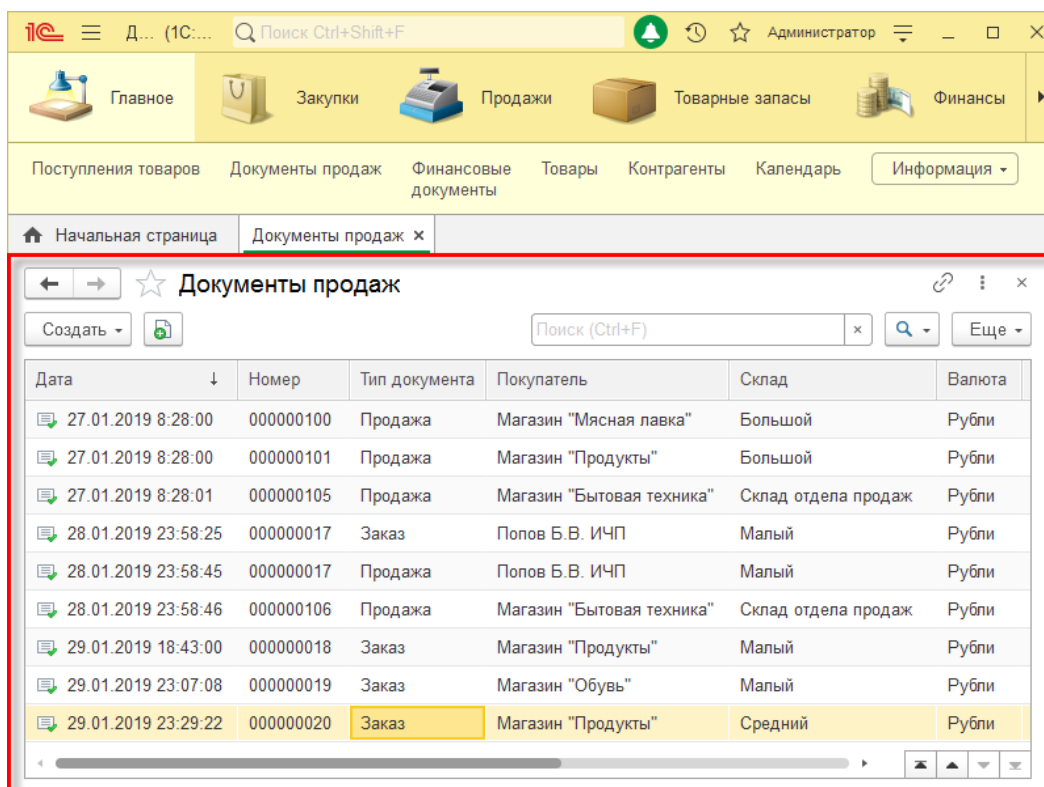 1С Д... (1С:... Поиск Ctrl+Shift+F Администратор
Главное Закупки Продажи Товарные запасы Финансы
Поступления товаров Документы продаж Финансовые документы Товары Контрагенты Календарь Информация
Начальная страница Документы продаж ×
Документы продаж ×
Создать Поиск (Ctrl+F) × Еще
Дата ↓ Номер Тип документа Покупатель Склад Валюта
27.01.2019 8:28:00 000000100 Продажа Магазин "Мясная лавка" Большой Рубли
27.01.2019 8:28:00 000000101 Продажа Магазин "Продукты" Большой Рубли
27.01.2019 8:28:01 000000105 Продажа Магазин "Бытовая техника" Склад отдела продаж Рубли
28.01.2019 23:58:25 000000017 Заказ Попов Б.В. ИЧП Малый Рубли
28.01.2019 23:58:45 000000017 Продажа Попов Б.В. ИЧП Малый Рубли
28.01.2019 23:58:46 000000106 Продажа Магазин "Бытовая техника" Склад отдела продаж Рубли
29.01.2019 18:43:00 000000018 Заказ Магазин "Продукты" Малый Рубли
29.01.2019 23:07:08 000000019 Заказ Магазин "Обувь" Малый Рубли
29.01.2019 23:29:22 000000020 Заказ Магазин "Продукты" Средний Рубли